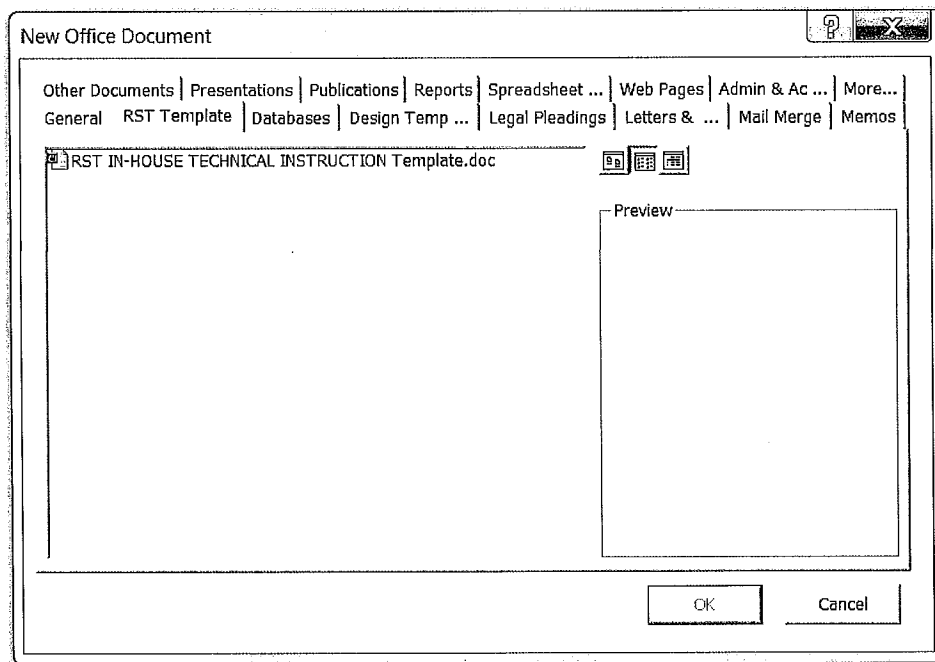 New Office Document
Other Documents Presentations Publications Reports Spreadsheet ... Web Pages Admin & Ac ... More...
General RST Template Databases Design Temp ... Legal Pleadings Letters & ... Mail Merge Memos
RST IN-HOUSE TECHNICAL INSTRUCTION Template.doc
Preview
OK Cancel